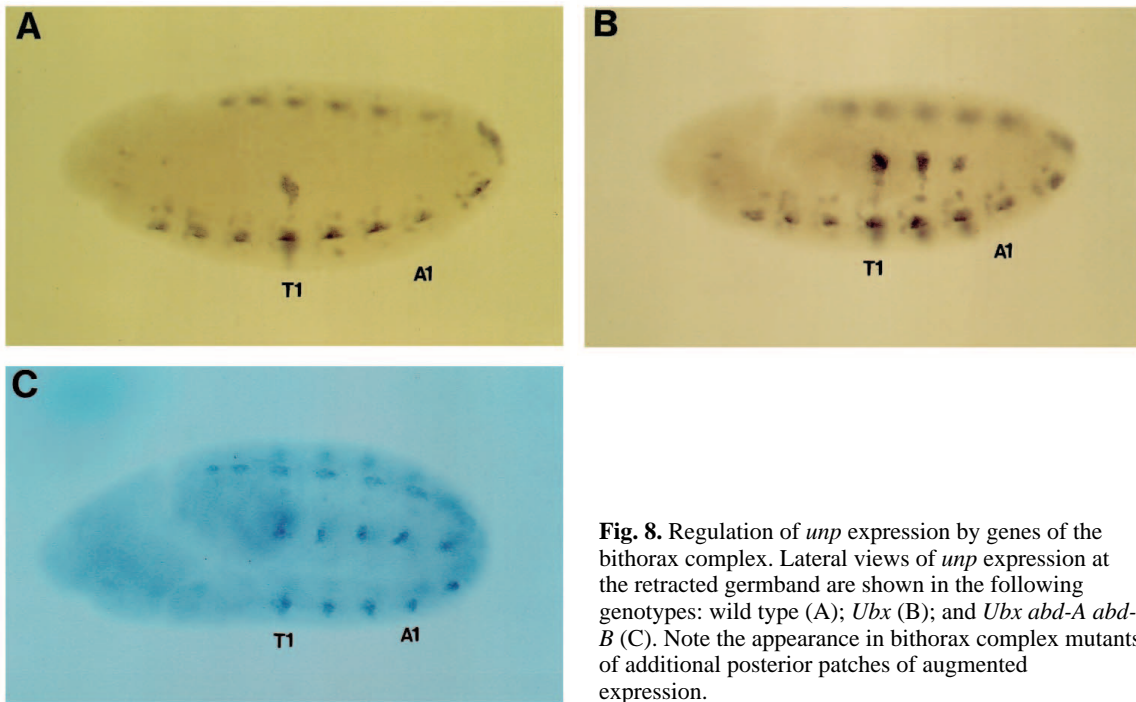 A
B
T1
A1
T1
A1
C
T1
A1
Fig. 8. Regulation of unp expression by genes of the
bithorax complex. Lateral views of unp expression at
the retracted germband are shown in the following
genotypes: wild type (A); Ubx (B); and Ubx abd-A abd-
B (C). Note the appearance in bithorax complex mutants
of additional posterior patches of augmented
expression.